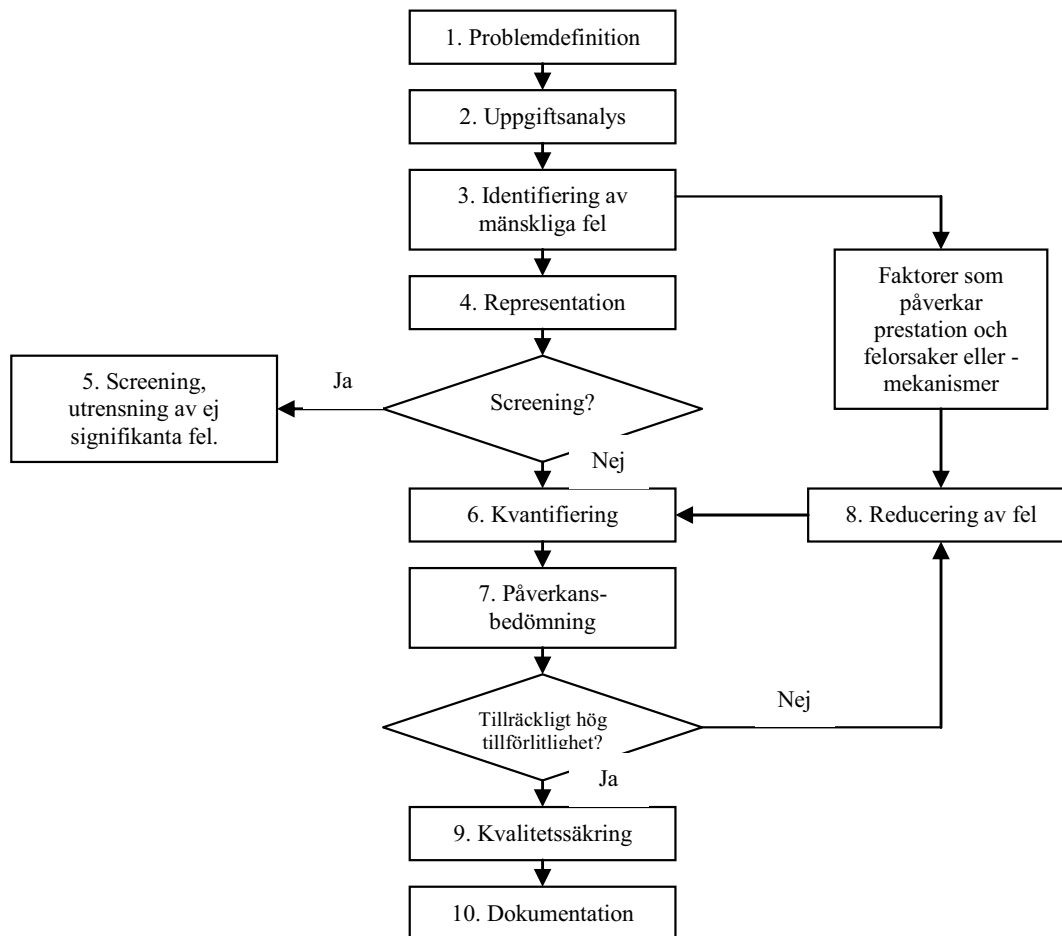 1. Problemdefinition
2. Uppgiftsanalys
3. Identifiering av
mänskliga fel
Faktorer som
påverkar
prestation och
felorsaker eller -
mekanismer
4. Representation
Ja
5. Screening,
utrensning av ej
signifikanta fel.
Screening?
Nej
6. Kvantifiering
8. Reducering av fel
7. Påverkans-
bedömning
Nej
Tillräckligt hög
tillförlitlighet?
Ja
9. Kvalitetssäkring
10. Dokumentation